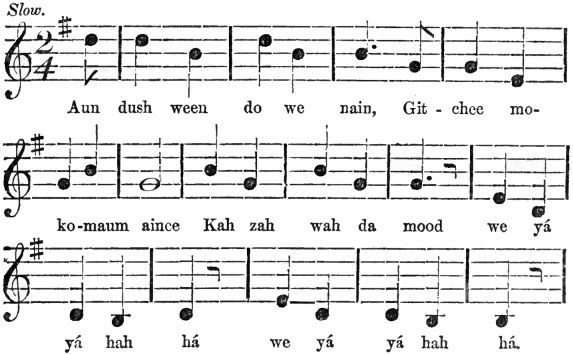 Slow.
2
4
Aun dush ween do we nain, Git - chee mo-
ko-maum aince Kah zah wah da mood we yá
yá hah há we yá yá hah há.